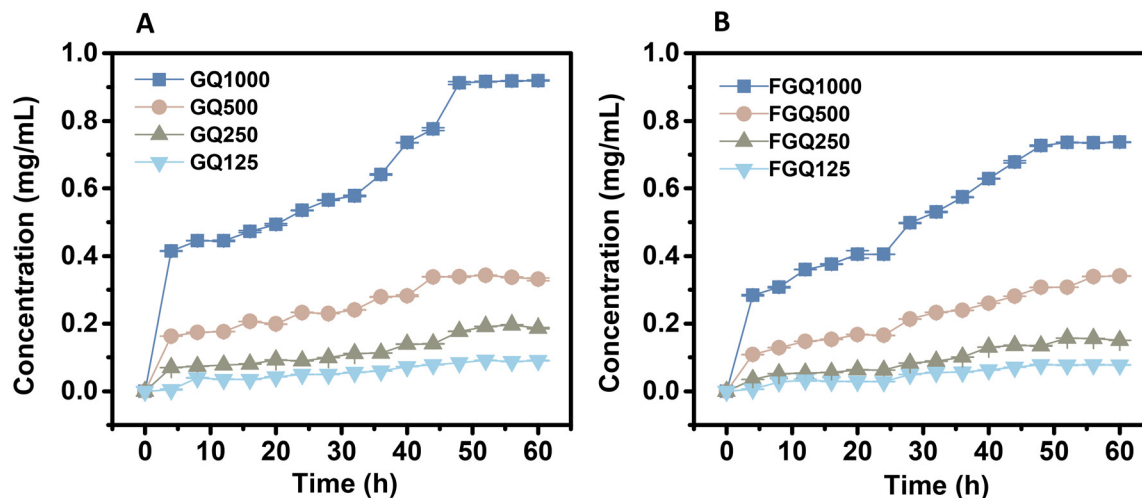 A
Concentration (mg/mL)
1.0
0.8
0.6
0.4
0.2
0.0
GQ1000
GQ500
GQ250
GQ125
0 10 20 30 40 50 60
Time (h)
B
Concentration (mg/mL)
1.0
0.8
0.6
0.4
0.2
0.0
FGQ1000
FGQ500
FGQ250
FGQ125
0 10 20 30 40 50 60
Time (h)